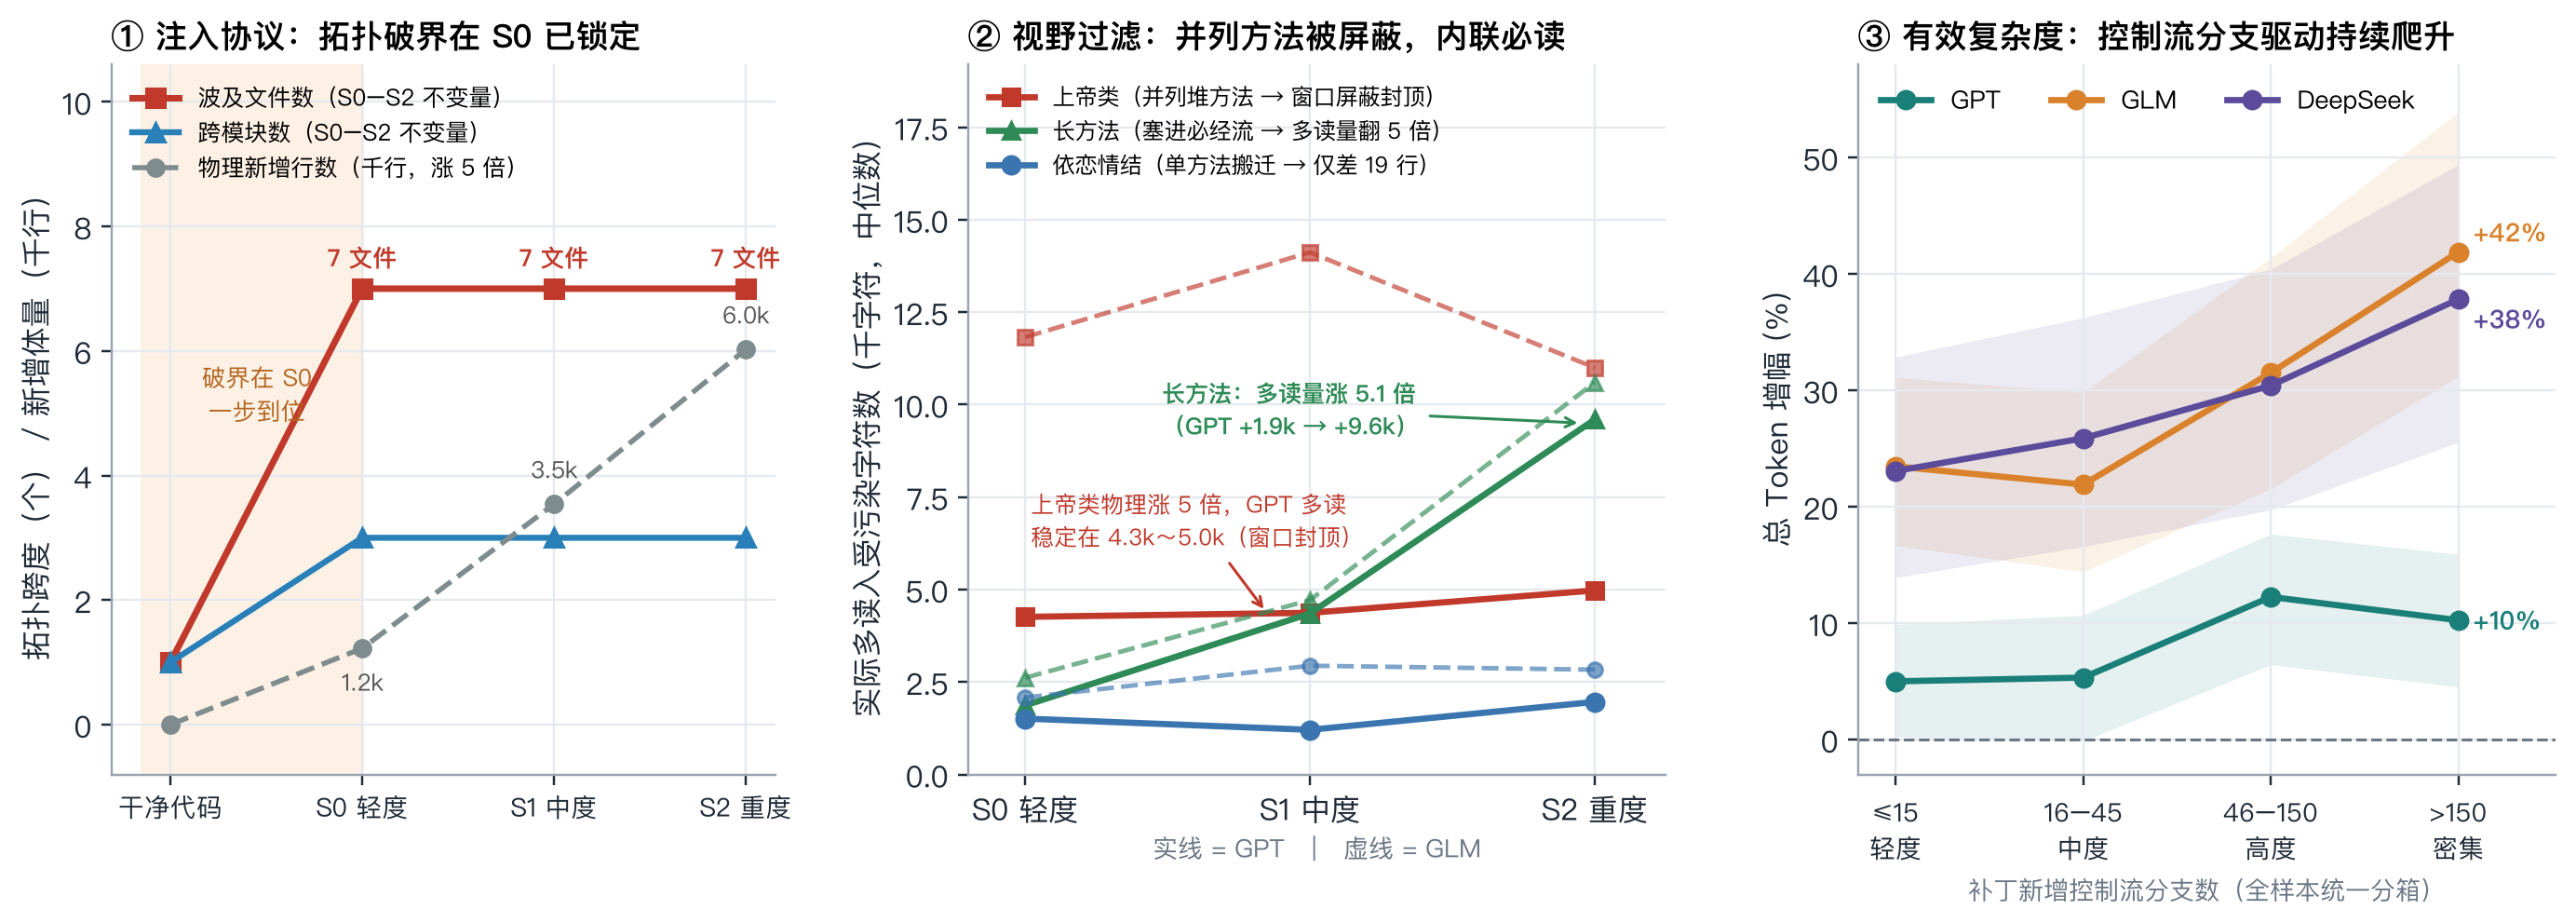 ① 注入协议：拓扑破界在 S0 已锁定
波及文件数（S0—S2 不变量）
跨模块数（S0—S2 不变量）
物理新增行数（千行，涨 5 倍）
拓扑跨度（个） / 新增体量（千行）
10
8
6
4
2
0
7 文件
7 文件
7 文件
6.0k
3.5k
1.2k
破界在 S0
一步到位
干净代码
S0 轻度
S1 中度
S2 重度
② 视野过滤：并列方法被屏蔽，内联必读
上帝类（并列堆方法 → 窗口屏蔽封顶）
长方法（塞进必经流 → 多读量翻 5 倍）
依恋情结（单方法搬迁 → 仅差 19 行）
实际多读入受污染字符数（千字符，中位数）
17.5
15.0
12.5
10.0
7.5
5.0
2.5
0.0
长方法：多读量涨 5.1 倍
（GPT +1.9k → +9.6k）
上帝类物理涨 5 倍，GPT 多读
稳定在 4.3k～5.0k（窗口封顶）
S0 轻度
S1 中度
S2 重度
实线 = GPT ｜ 虚线 = GLM
③ 有效复杂度：控制流分支驱动持续爬升
GPT
GLM
DeepSeek
总 Token 增幅 (%)
50
40
30
20
10
0
+42%
+38%
+10%
≤15
轻度
16—45
中度
46—150
高度
>150
密集
补丁新增控制流分支数（全样本统一分箱）